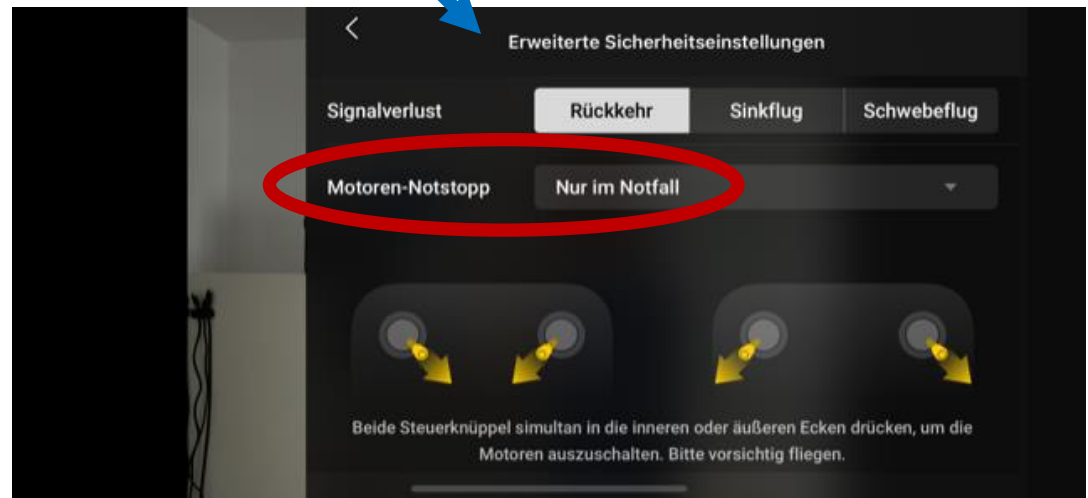 Erweiterte Sicherheitseinstellungen
Signalverlust Rückkehr Sinkflug Schwebeflug
Motoren-Notstopp Nur im Notfall
Beide Steuerknüppel simultan in die inneren oder äußeren Ecken drücken, um die
Motoren auszuschalten. Bitte vorsichtig fliegen.